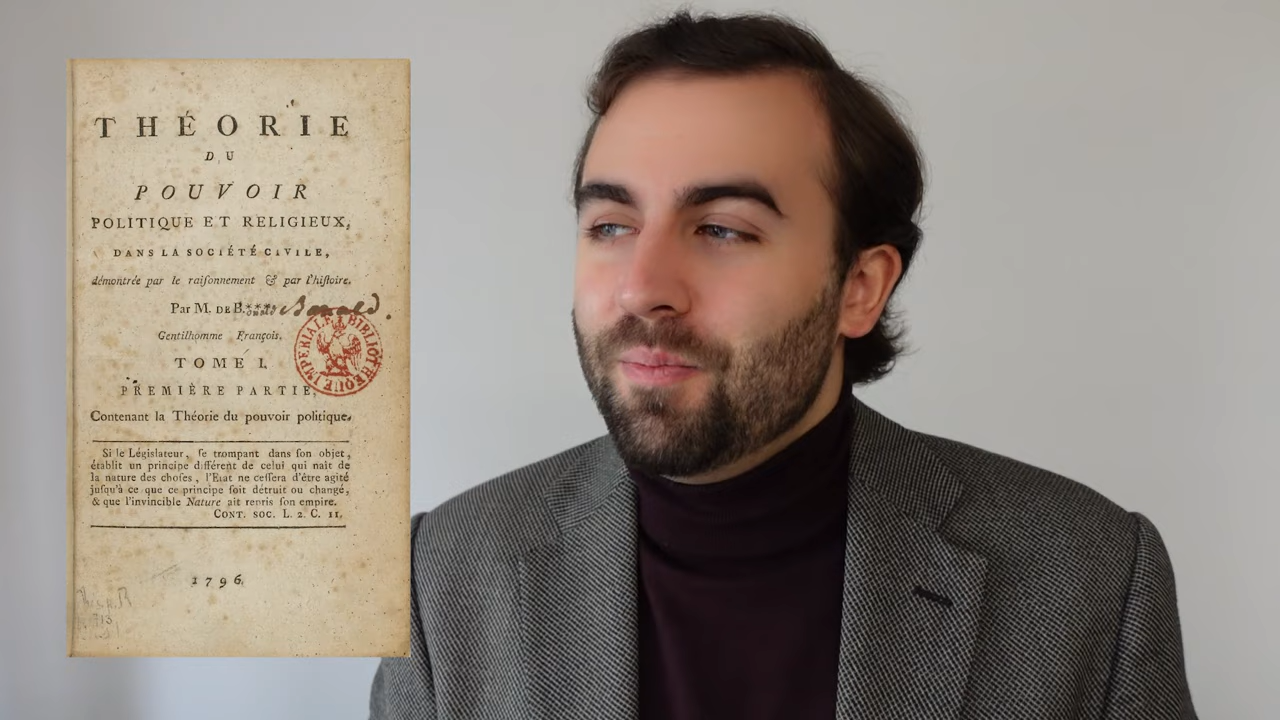 THÉORIE
DU
POUVOIR
POLITIQUE ET RELIGIEUX,
DANS LA SOCIÉTÉ CIVILE,
démontrée par le raiſonnement & par l'hiſtoire.
Par M. DE B.**** Bonald.
Gentilhomme François.
TOME I.
PREMIÈRE PARTIE,
Contenant la Théorie du pouvoir politique.
Si le Légiſlateur, ſe trompant dans ſon objet,
établit un principe différent de celui qui naît de
la nature des choſes, l'Etat ne ceſſera d'être agité
juſqu'à ce que ce principe ſoit détruit ou changé,
& que l'invincible Nature ait repris ſon empire.
CONT. SOC. L. 2. C. 11.
1796.
BIBLIOTHEQUE IMPERIALE